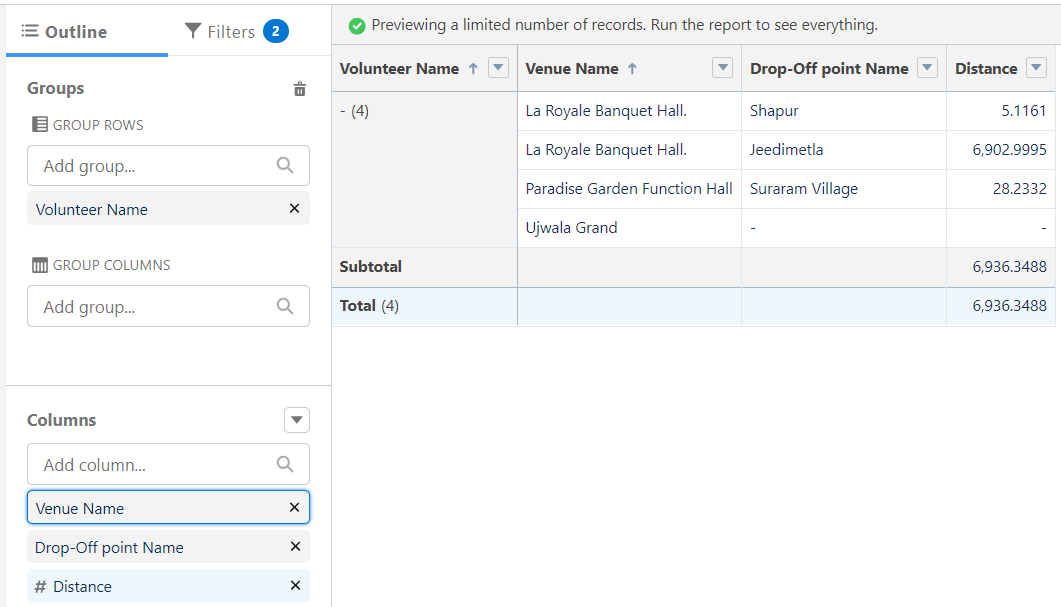 Outline
Filters 2
Groups
GROUP ROWS
Add group...
Volunteer Name
GROUP COLUMNS
Add group...
Columns
Add column...
Venue Name
Drop-Off point Name
# Distance
Previewing a limited number of records. Run the report to see everything.
Volunteer Name ↑ Venue Name ↑ Drop-Off point Name Distance
- (4) La Royale Banquet Hall. Shapur 5.1161
La Royale Banquet Hall. Jeedimetla 6,902.9995
Paradise Garden Function Hall Suraram Village 28.2332
Ujwala Grand - -
Subtotal 6,936.3488
Total (4) 6,936.3488